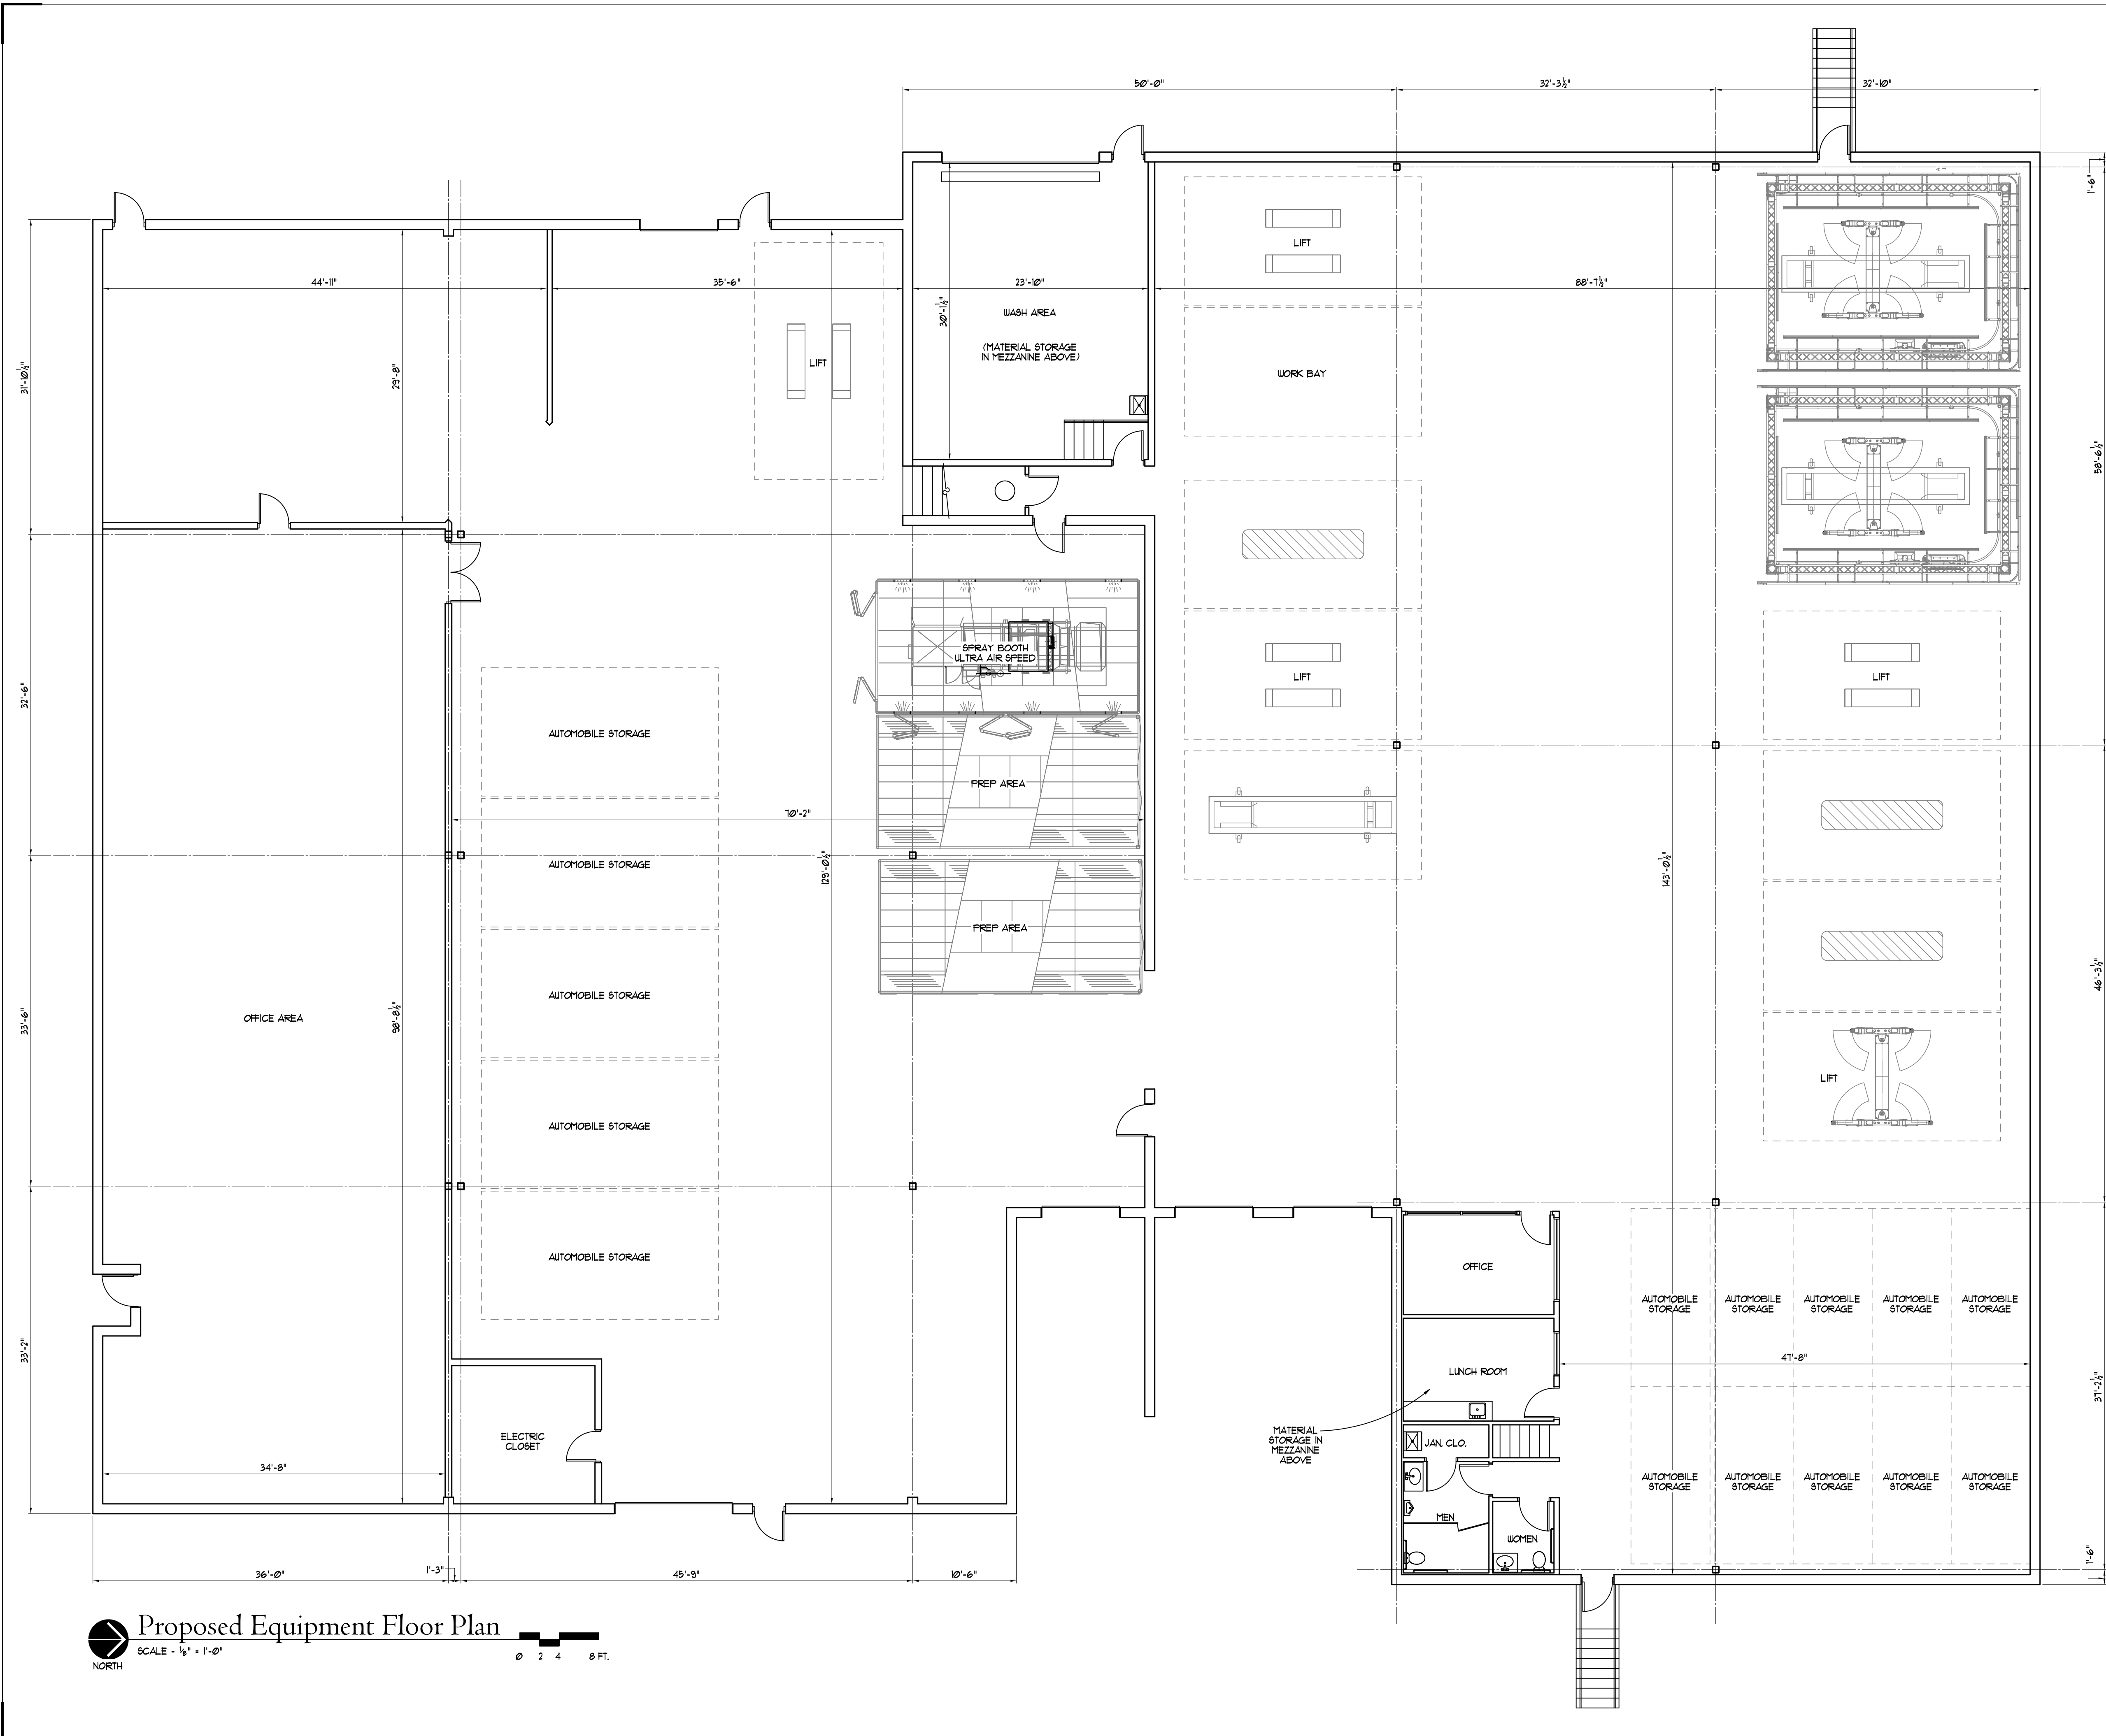 50'-0"
32'-3½"
32'-10"
1'-6"
LIFT
44'-11"
35'-6"
23'-10"
88'-7½"
30'-1½"
WASH AREA
(MATERIAL STORAGE
IN MEZZANINE ABOVE)
LIFT
29'-8"
31'-10½"
WORK BAY
58'-6½"
SPRAY BOOTH
ULTRA AIR SPEED
LIFT
LIFT
32'-6"
AUTOMOBILE STORAGE
PREP AREA
70'-2"
AUTOMOBILE STORAGE
129'-0½"
143'-0½"
PREP AREA
AUTOMOBILE STORAGE
46'-3½"
OFFICE AREA
98'-8½"
33'-6"
LIFT
AUTOMOBILE STORAGE
AUTOMOBILE STORAGE
OFFICE
AUTOMOBILE
STORAGE
AUTOMOBILE
STORAGE
AUTOMOBILE
STORAGE
AUTOMOBILE
STORAGE
AUTOMOBILE
STORAGE
33'-2"
47'-8"
LUNCH ROOM
37'-2½"
ELECTRIC
CLOSET
MATERIAL
STORAGE IN
MEZZANINE
ABOVE
JAN. CLO.
34'-8"
AUTOMOBILE
STORAGE
AUTOMOBILE
STORAGE
AUTOMOBILE
STORAGE
AUTOMOBILE
STORAGE
AUTOMOBILE
STORAGE
MEN
WOMEN
1'-6"
36'-0"
1'-3"
45'-9"
10'-6"
Proposed Equipment Floor Plan
SCALE - ⅛" = 1'-0"
NORTH
0 2 4 8 FT.